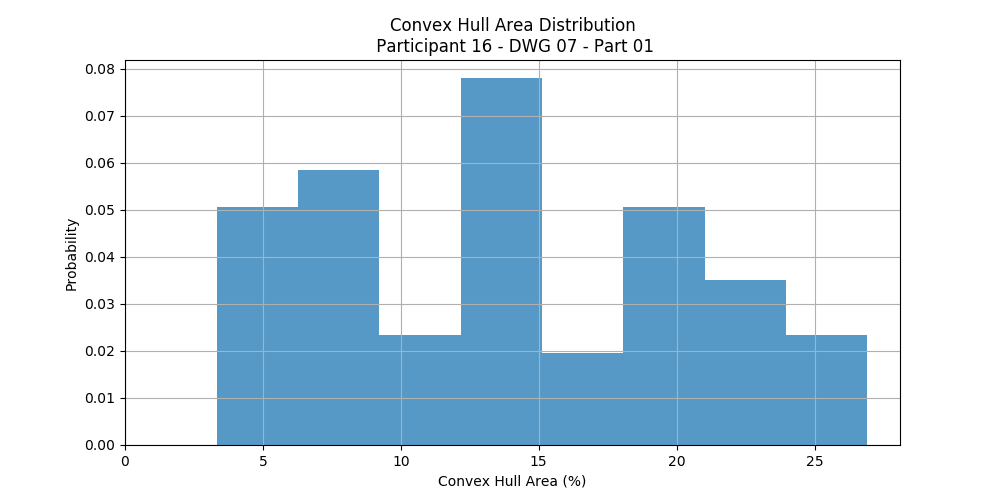 Convex Hull Area Distribution
Participant 16 - DWG 07 - Part 01
0.08
0.07
0.06
0.05
0.04
0.03
0.02
0.01
0.00
Probability
0 5 10 15 20 25
Convex Hull Area (%)